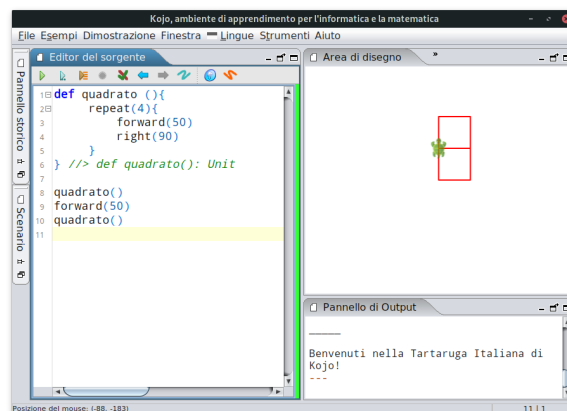 Kojo, ambiente di apprendimento per l'informatica e la matematica
File Esempi Dimostrazione Finestra Lingue Strumenti Aiuto
Pannello storico
Scenario
Editor del sorgente
1 def quadrato (){
2 repeat(4){
3 forward(50)
4 right(90)
5 }
6 } //> def quadrato(): Unit
7
8 quadrato()
9 forward(50)
10 quadrato()
11
Area di disegno »
Pannello di Output
_____
Benvenuti nella Tartaruga Italiana di
Kojo!
---
Posizione del mouse: (-88, -183)
11 | 1